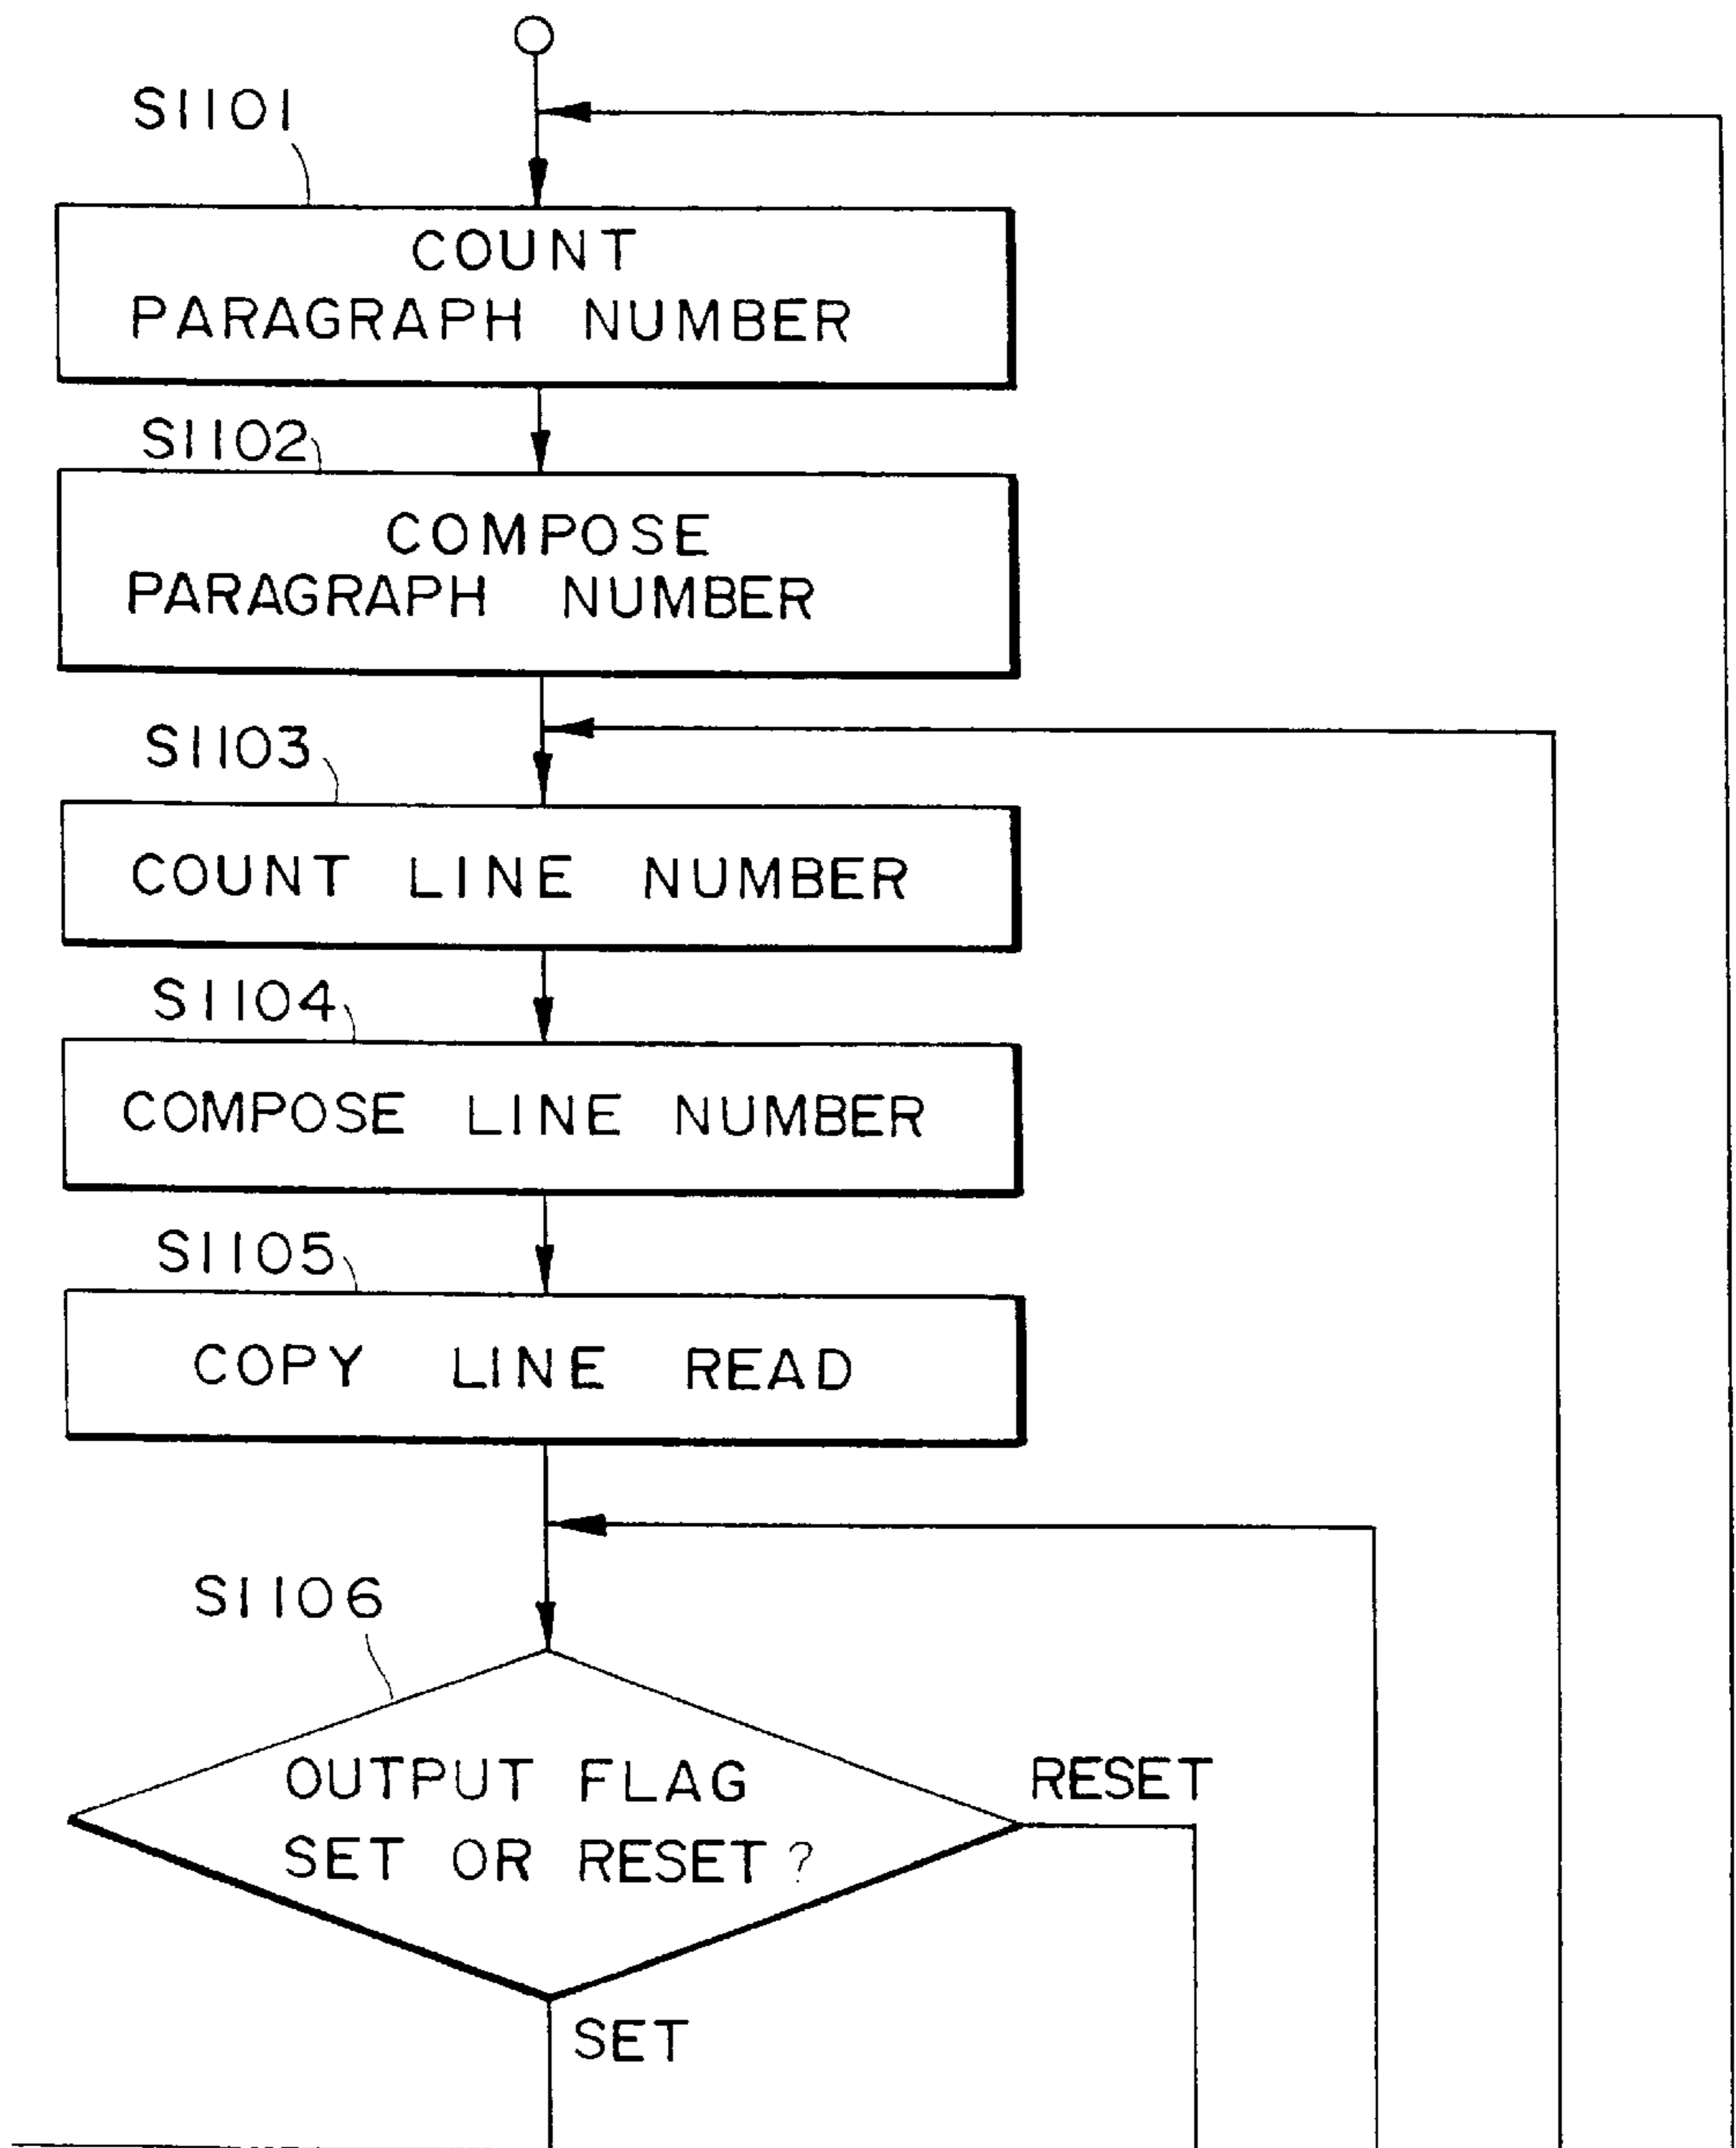 S1101
COUNT
PARAGRAPH NUMBER
S1102
COMPOSE
PARAGRAPH NUMBER
S1103
COUNT LINE NUMBER
S1104
COMPOSE LINE NUMBER
S1105
COPY LINE READ
S1106
OUTPUT FLAG
SET OR RESET ?
RESET
SET